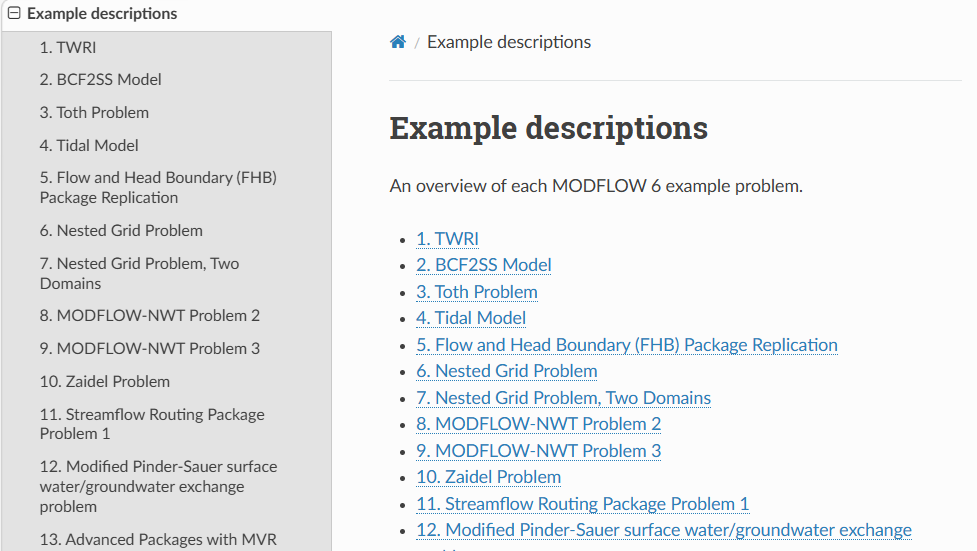 Example descriptions
1. TWRI
2. BCF2SS Model
3. Toth Problem
4. Tidal Model
5. Flow and Head Boundary (FHB)
Package Replication
6. Nested Grid Problem
7. Nested Grid Problem, Two
Domains
8. MODFLOW-NWT Problem 2
9. MODFLOW-NWT Problem 3
10. Zaidel Problem
11. Streamflow Routing Package
Problem 1
12. Modified Pinder-Sauer surface
water/groundwater exchange
problem
13. Advanced Packages with MVR
/ Example descriptions
Example descriptions
An overview of each MODFLOW 6 example problem.
• 1. TWRI
• 2. BCF2SS Model
• 3. Toth Problem
• 4. Tidal Model
• 5. Flow and Head Boundary (FHB) Package Replication
• 6. Nested Grid Problem
• 7. Nested Grid Problem, Two Domains
• 8. MODFLOW-NWT Problem 2
• 9. MODFLOW-NWT Problem 3
• 10. Zaidel Problem
• 11. Streamflow Routing Package Problem 1
• 12. Modified Pinder-Sauer surface water/groundwater exchange